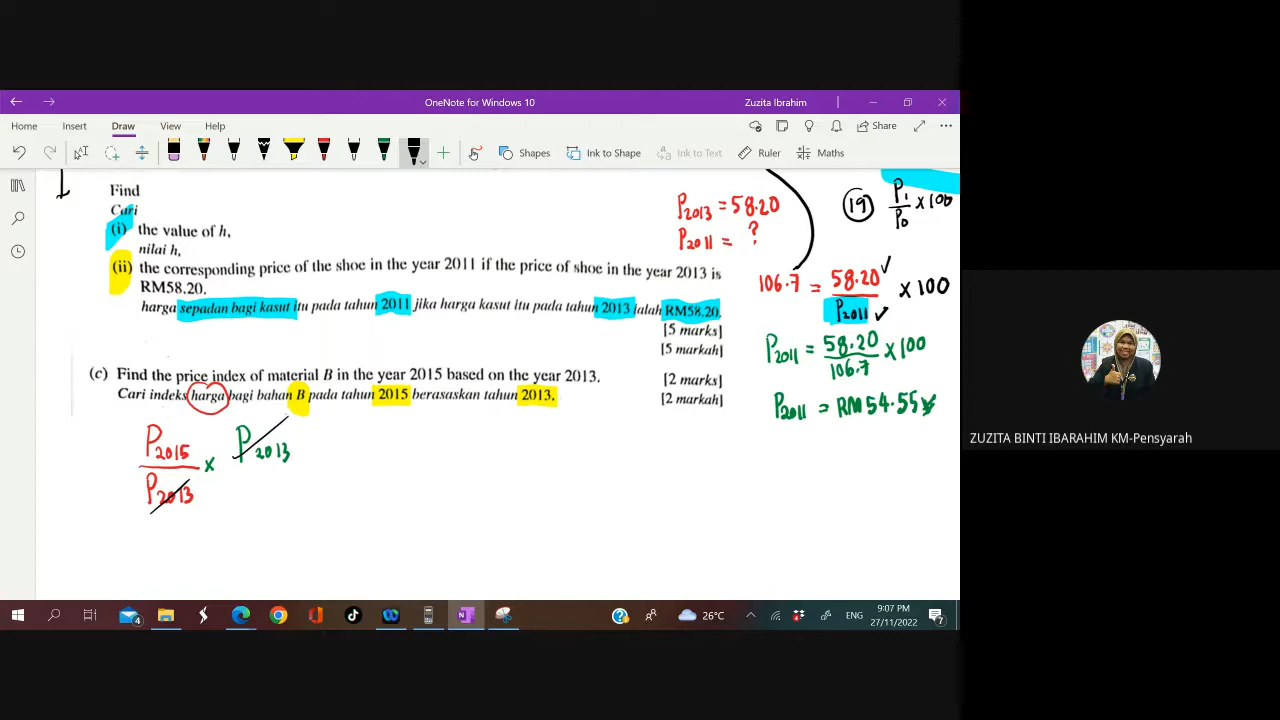 OneNote for Windows 10
Zuzita Ibrahim
Home Insert Draw View Help
Share
Shapes Ink to Shape Ink to Text Ruler Maths
Find
Cari
(i) the value of h,
nilai h,
(ii) the corresponding price of the shoe in the year 2011 if the price of shoe in the year 2013 is
RM58.20.
harga sepadan bagi kasut itu pada tahun 2011 jika harga kasut itu pada tahun 2013 ialah RM58.20.
[5 marks]
[5 markah]
(c) Find the price index of material B in the year 2015 based on the year 2013.
[2 marks]
Cari indeks harga bagi bahan B pada tahun 2015 berasaskan tahun 2013.
[2 markah]
P2015 / P2013 x P2013
P2013 = 58.20
P2011 = ?
19 P1 / P0 x 100
106.7 = 58.20 / P2011 x 100
P2011 = 58.20 / 106.7 x 100
P2011 = RM54.55
ZUZITA BINTI IBARAHIM KM-Pensyarah
4
26°C
ENG
9:07 PM
27/11/2022
7